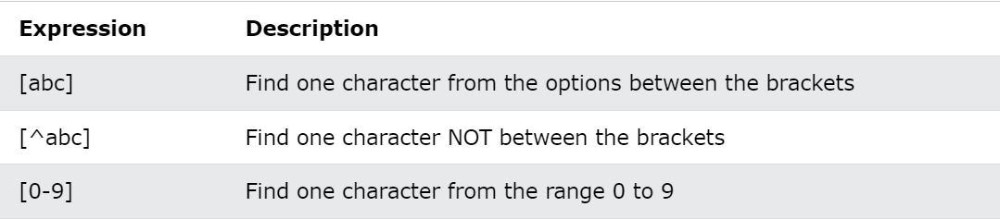 Expression Description
[abc] Find one character from the options between the brackets
[^abc] Find one character NOT between the brackets
[0-9] Find one character from the range 0 to 9